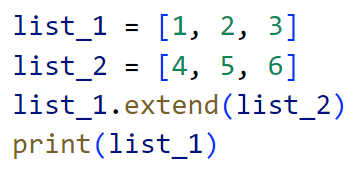 list_1 = [1, 2, 3]
list_2 = [4, 5, 6]
list_1.extend(list_2)
print(list_1)